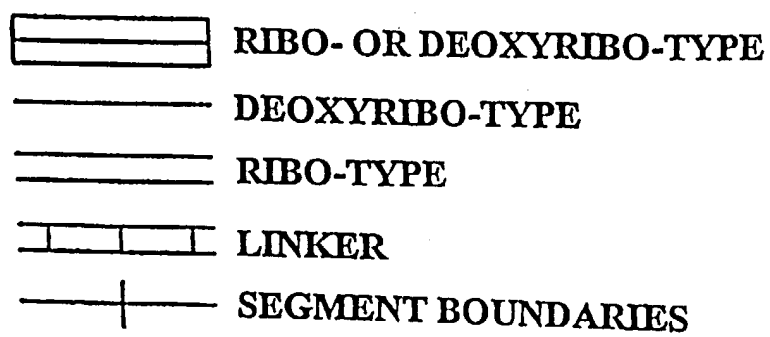 RIBO- OR DEOXYRIBO-TYPE
DEOXYRIBO-TYPE
RIBO-TYPE
LINKER
SEGMENT BOUNDARIES